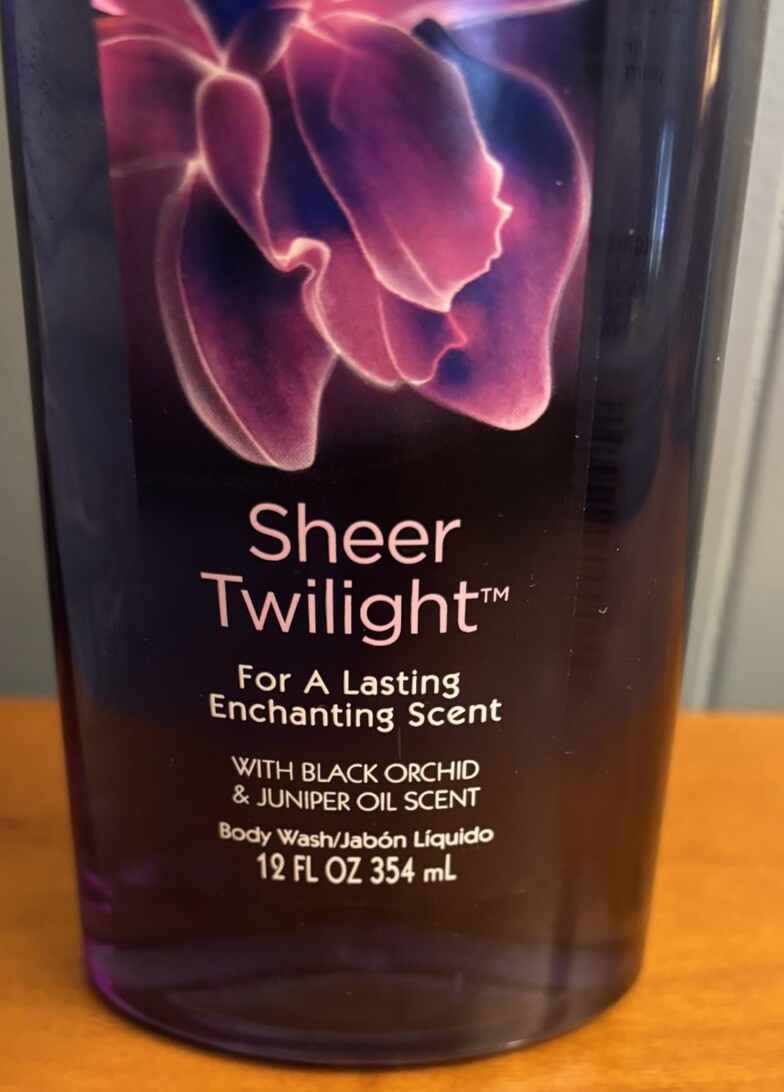 Sheer
Twilight™
For A Lasting
Enchanting Scent
WITH BLACK ORCHID
& JUNIPER OIL SCENT
Body Wash/Jabón Líquido
12 FL OZ 354 mL